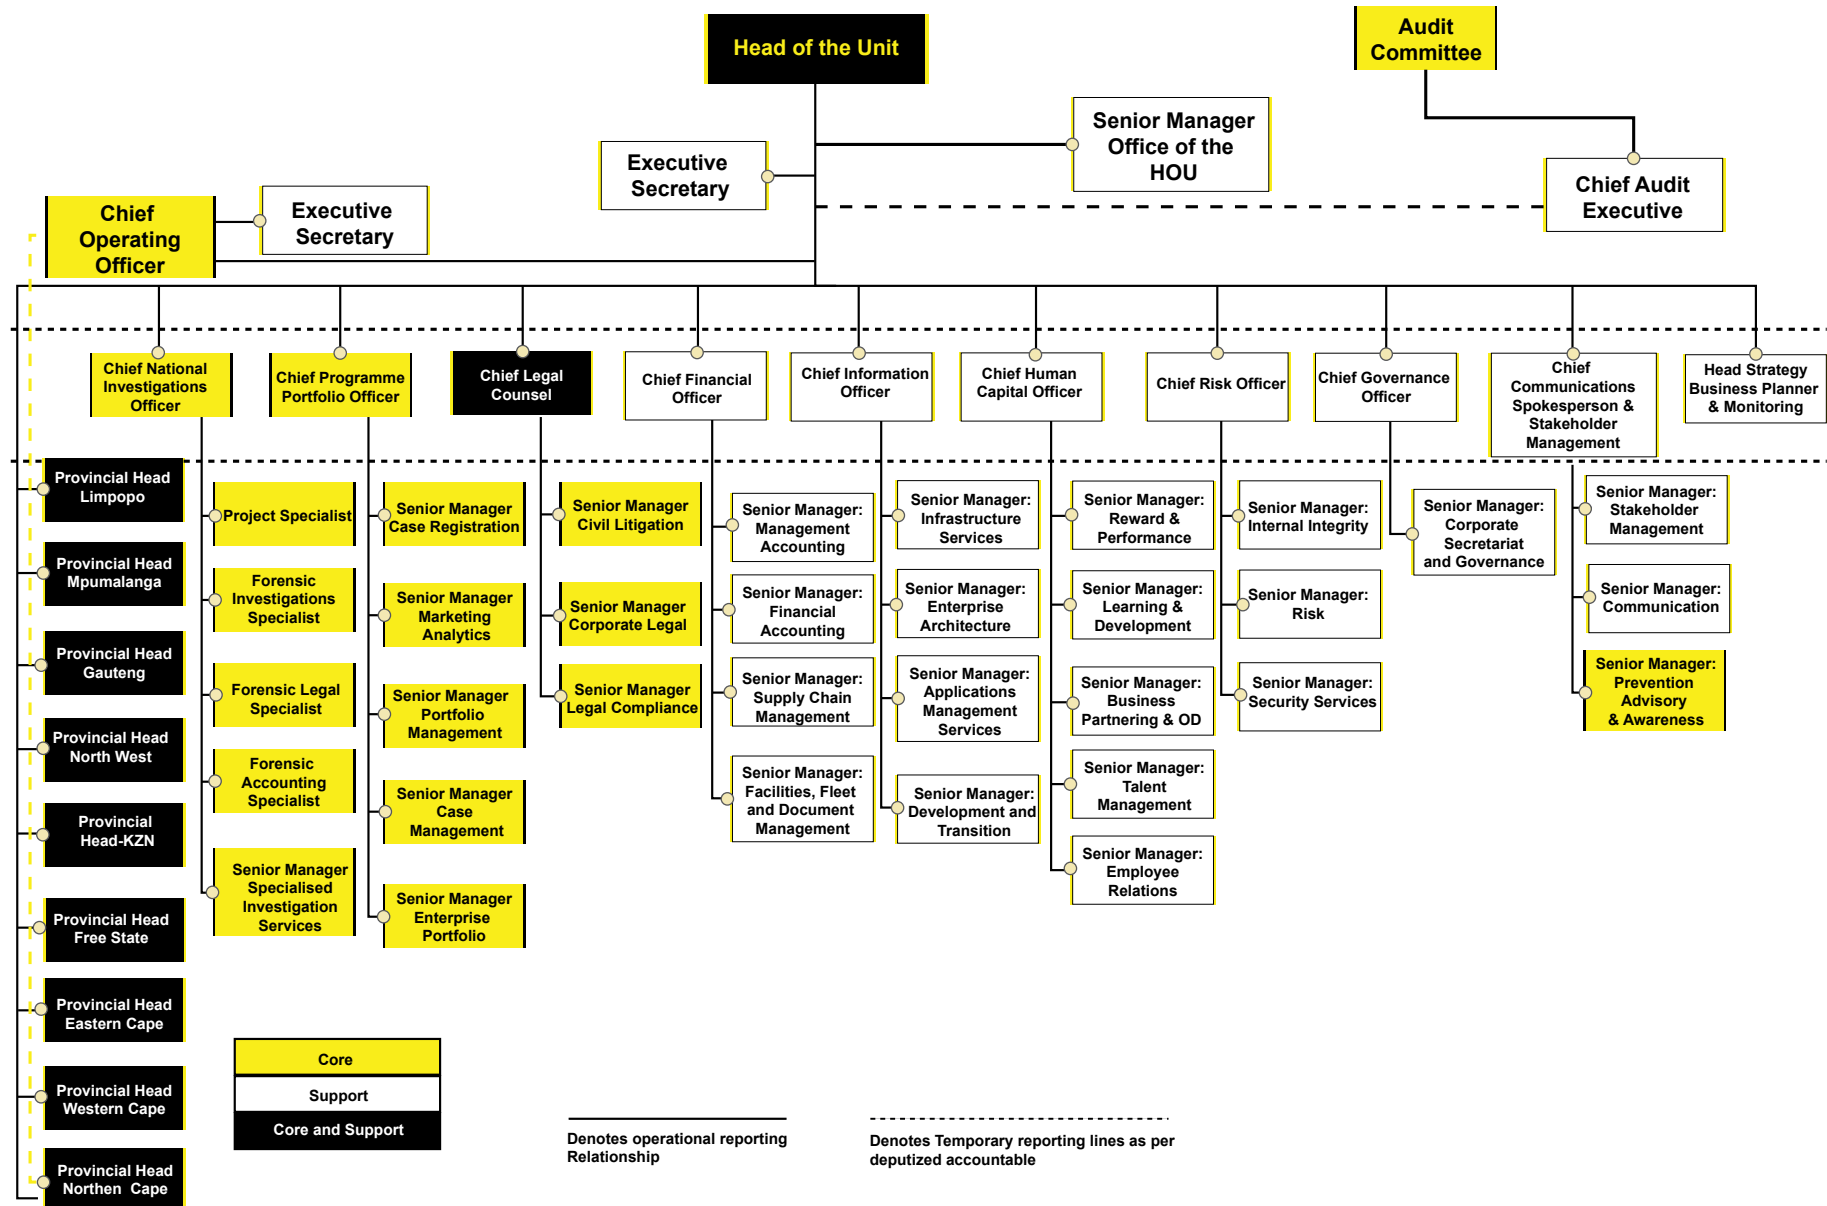 Head of the Unit
Audit
Committee
Senior Manager
Office of the
HOU
Executive
Secretary
Chief Audit
Executive
Chief
Operating
Officer
Executive
Secretary
Chief National
Investigations
Officer
Chief Programme
Portfolio Officer
Chief Legal
Counsel
Chief Financial
Officer
Chief Information
Officer
Chief Human
Capital Officer
Chief Risk Officer
Chief Governance
Officer
Chief
Communications
Spokesperson &
Stakeholder
Management
Head Strategy
Business Planner
& Monitoring
Provincial Head
Limpopo
Provincial Head
Mpumalanga
Provincial Head
Gauteng
Provincial Head
North West
Provincial
Head-KZN
Provincial Head
Free State
Provincial Head
Eastern Cape
Provincial Head
Western Cape
Provincial Head
Northen Cape
Project Specialist
Forensic
Investigations
Specialist
Forensic Legal
Specialist
Forensic
Accounting
Specialist
Senior Manager
Specialised
Investigation
Services
Senior Manager
Case Registration
Senior Manager
Marketing
Analytics
Senior Manager
Portfolio
Management
Senior Manager
Case
Management
Senior Manager
Enterprise
Portfolio
Senior Manager
Civil Litigation
Senior Manager
Corporate Legal
Senior Manager
Legal Compliance
Senior Manager:
Management
Accounting
Senior Manager:
Financial
Accounting
Senior Manager:
Supply Chain
Management
Senior Manager:
Facilities, Fleet
and Document
Management
Senior Manager:
Infrastructure
Services
Senior Manager:
Enterprise
Architecture
Senior Manager:
Applications
Management
Services
Senior Manager:
Development and
Transition
Senior Manager:
Reward &
Performance
Senior Manager:
Learning &
Development
Senior Manager:
Business
Partnering & OD
Senior Manager:
Talent
Management
Senior Manager:
Employee
Relations
Senior Manager:
Internal Integrity
Senior Manager:
Risk
Senior Manager:
Security Services
Senior Manager:
Corporate
Secretariat
and Governance
Senior Manager:
Stakeholder
Management
Senior Manager:
Communication
Senior Manager:
Prevention
Advisory
& Awareness
Core
Support
Core and Support
Denotes operational reporting
Relationship
Denotes Temporary reporting lines as per
deputized accountable